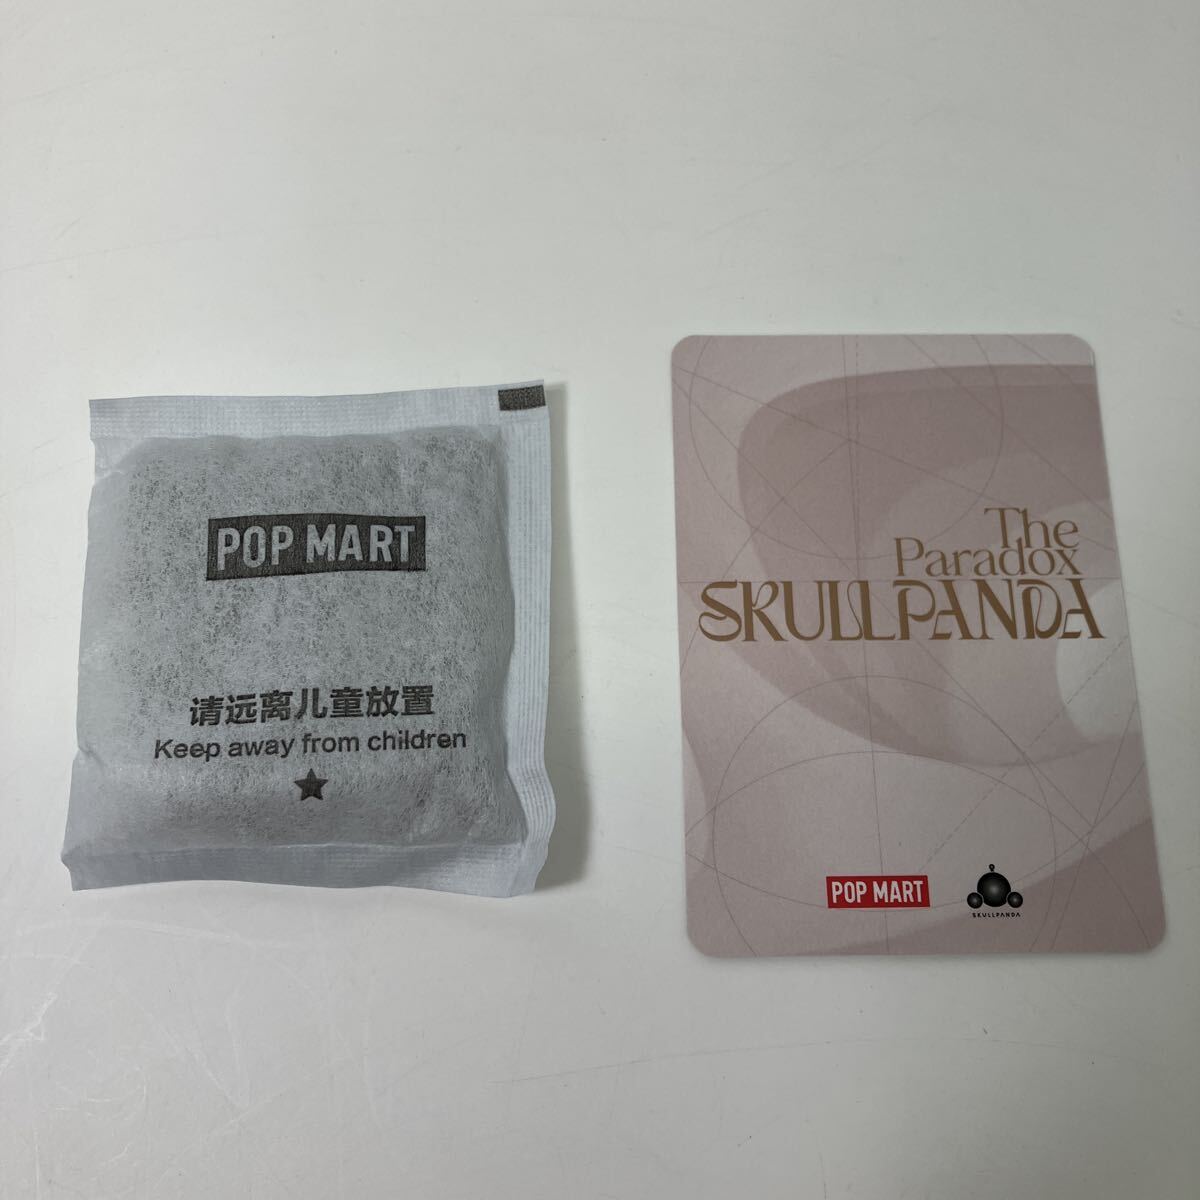 POP MART
请远离儿童放置
Keep away from children
The
Paradox
SKULLPANDA
POP MART
SKULLPANDA